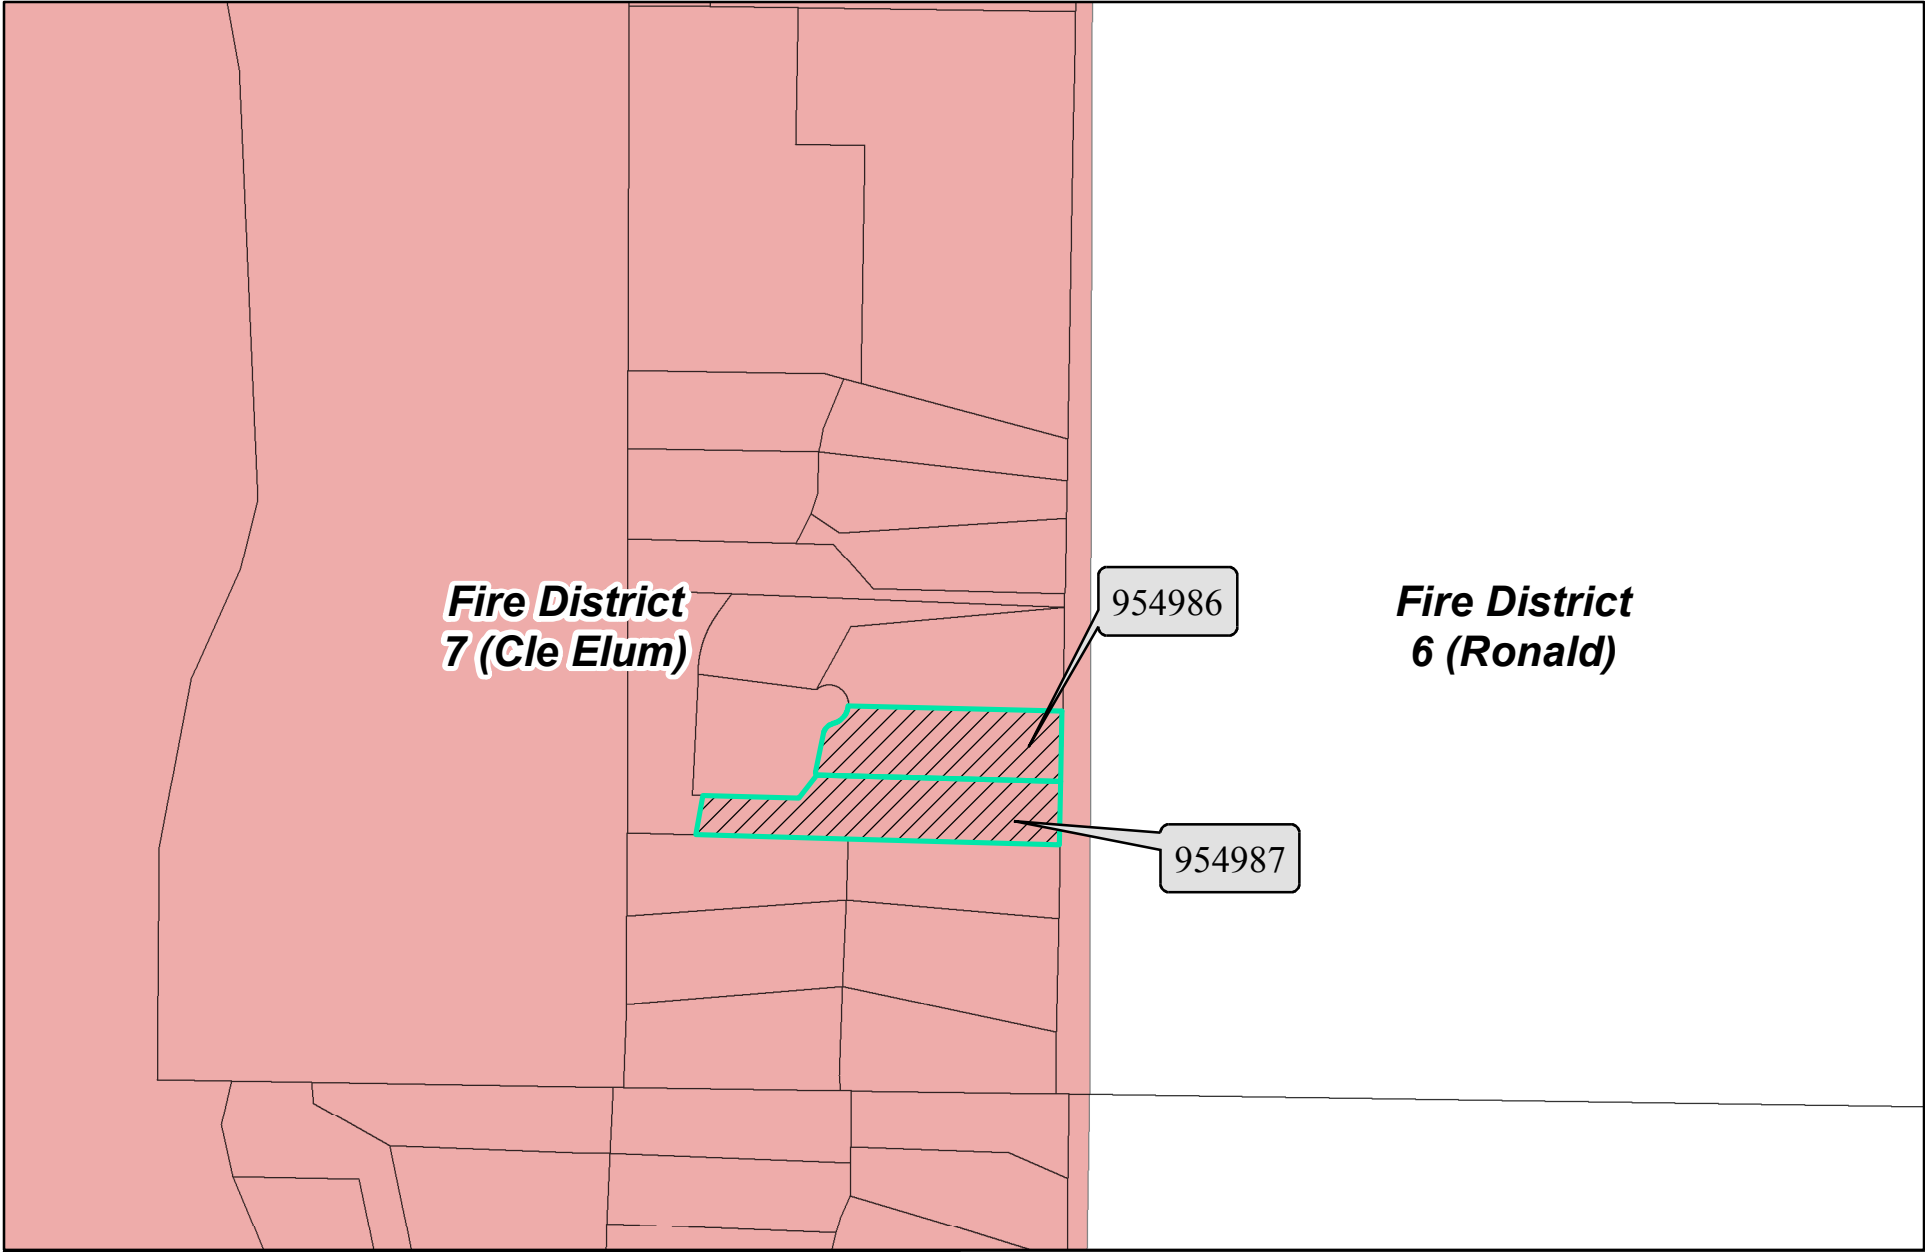 Fire District
7 (Cle Elum)
954986
Fire District
6 (Ronald)
954987